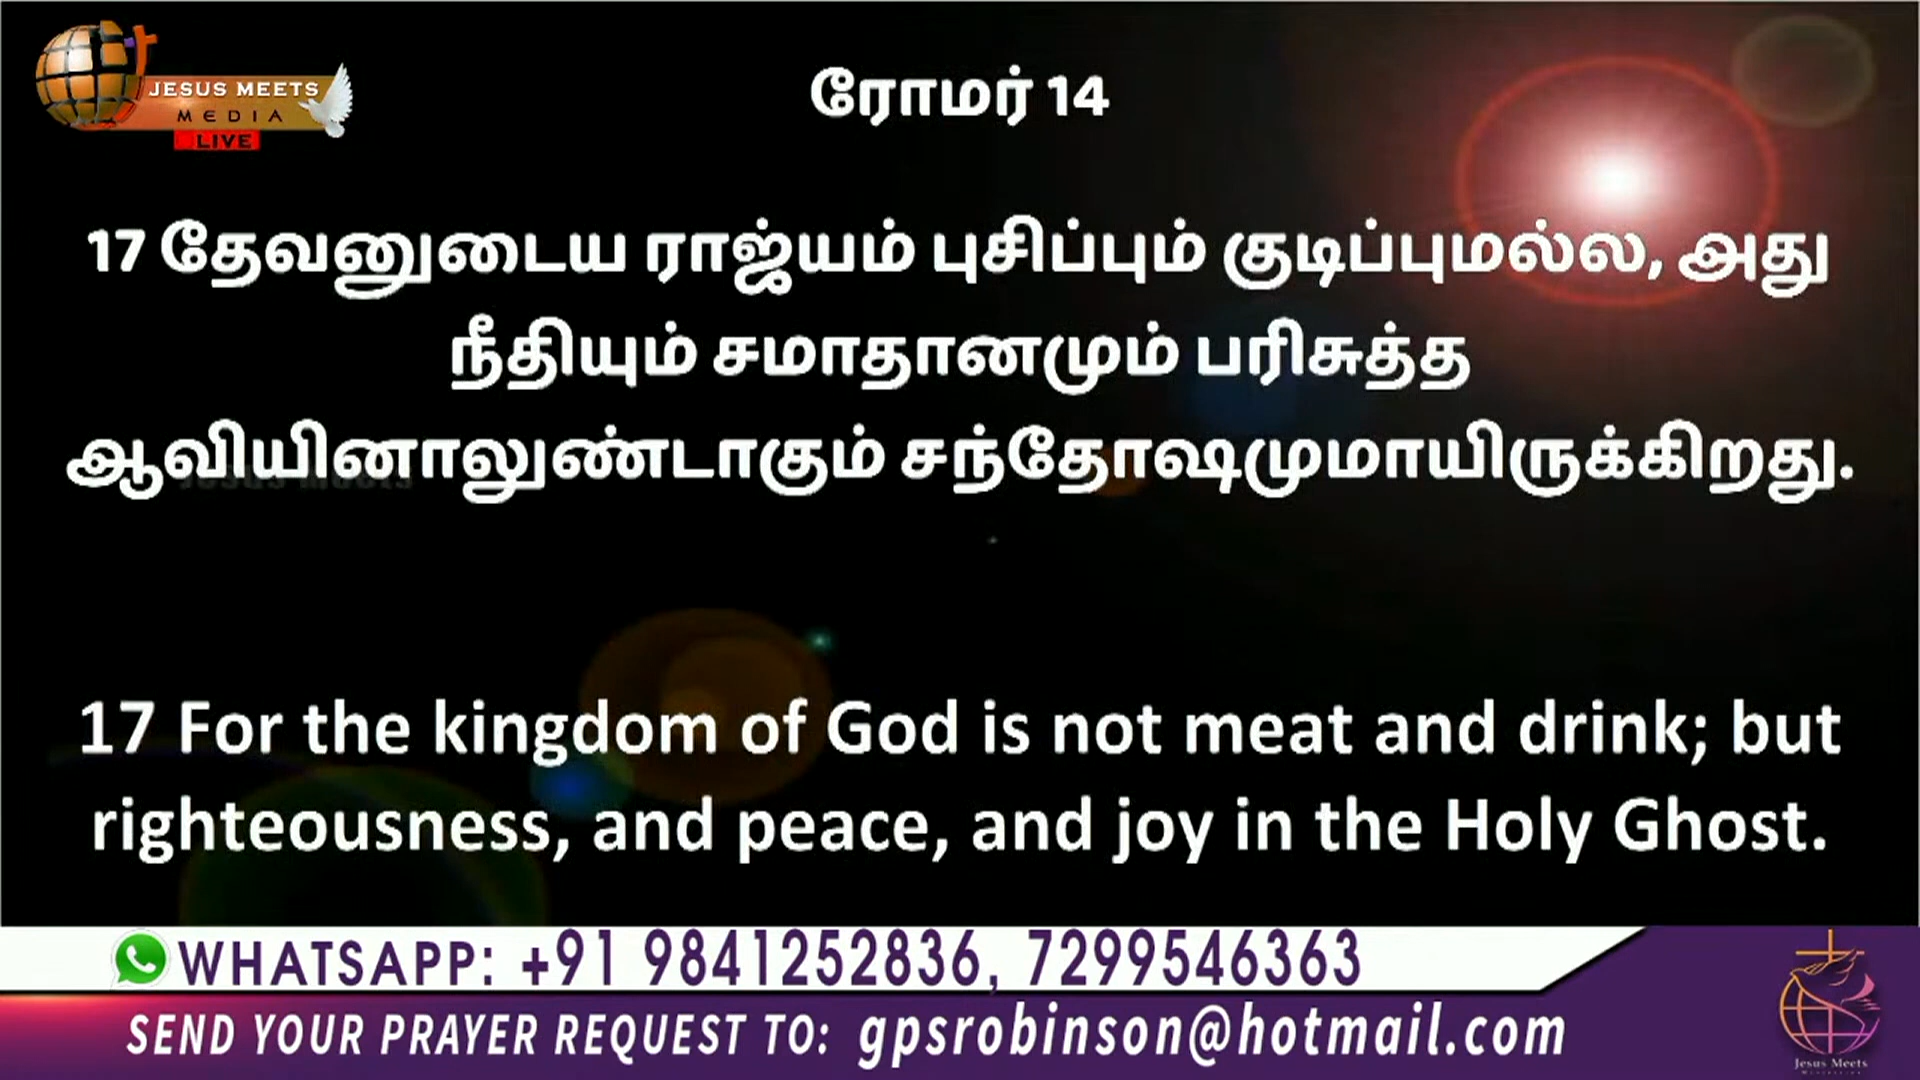 JESUS MEETS
MEDIA
LIVE
ரோமர் 14
17 தேவனுடைய ராஜ்யம் புசிப்பும் குடிப்புமல்ல, அது
நீதியும் சமாதானமும் பரிசுத்த
ஆவியினாலுண்டாகும் சந்தோஷமுமாயிருக்கிறது.
17 For the kingdom of God is not meat and drink; but
righteousness, and peace, and joy in the Holy Ghost.
WHATSAPP: +91 9841252836, 7299546363
SEND YOUR PRAYER REQUEST TO: gpsrobinson@hotmail.com
Jesus Meets